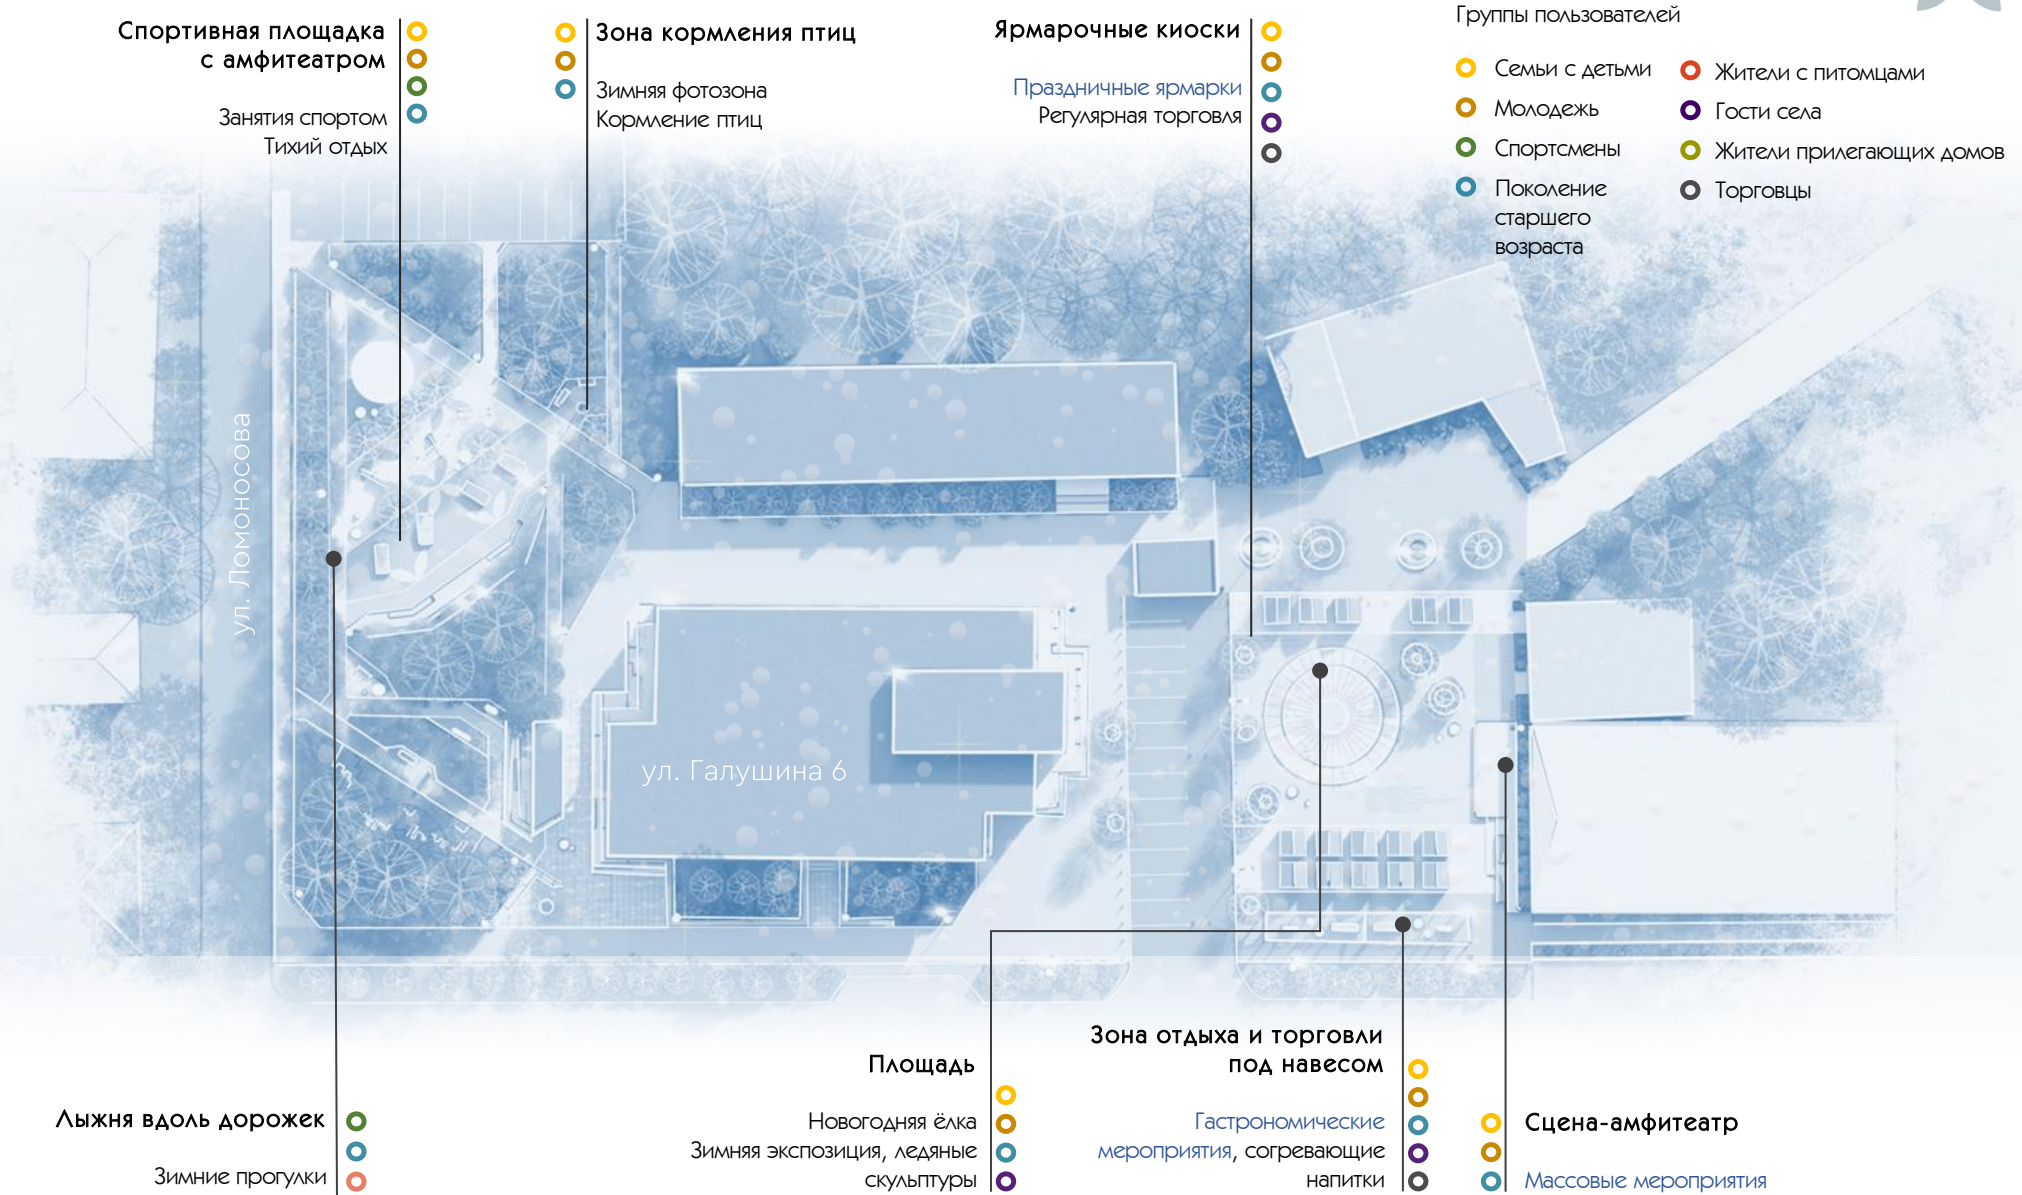 Спортивная площадка
с амфитеатром
Занятия спортом
Тихий отдых
Зона кормления птиц
Зимняя фотозона
Кормление птиц
Ярмарочные киоски
Праздничные ярмарки
Регулярная торговля
Группы пользователей
Семьи с детьми
Молодежь
Спортсмены
Поколение
старшего
возраста
Жители с питомцами
Гости села
Жители прилегающих домов
Торговцы
ул. Ломоносова
ул. Галушина 6
Лыжня вдоль дорожек
Зимние прогулки
Площадь
Новогодняя ёлка
Зимняя экспозиция, ледяные
скульптуры
Зона отдыха и торговли
под навесом
Гастрономические
мероприятия, согревающие
напитки
Сцена-амфитеатр
Массовые мероприятия